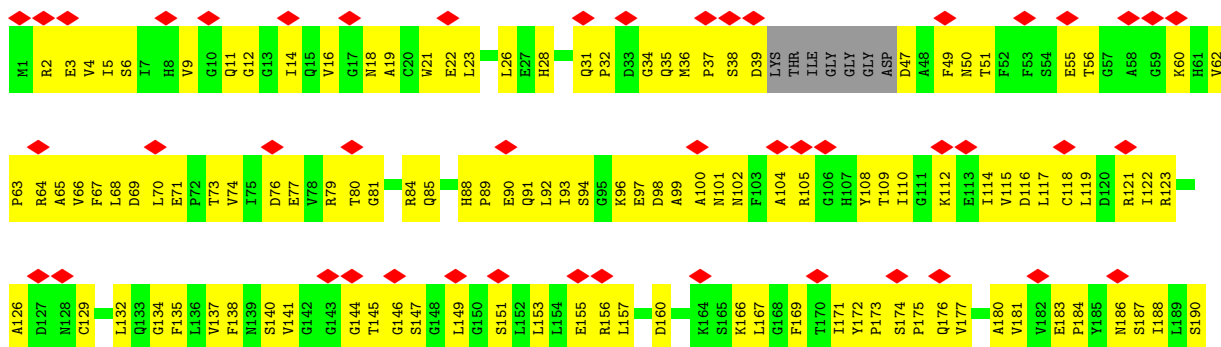 M1 R2 E3 V4 I5 S6 I7 H8 V9 G10 Q11 G12 G13 I14 Q15 V16 G17 N18 A19 C20 W21 E22 L23 L26 E27 H28 Q31 P32 D33 G34 Q35 M36 P37 S38 D39 LYS THR ILE GLY GLY GLY ASP D47 A48 F49 N50 T51 F52 F53 S54 E55 T56 G57 A58 G59 K60 H61 V62
P63 R64 A65 V66 F67 L68 D69 L70 E71 P72 T73 V74 I75 D76 E77 V78 R79 T80 G81 R84 Q85 H88 P89 E90 Q91 L92 I93 S94 G95 K96 E97 D98 A99 A100 N101 N102 F103 A104 R105 G106 H107 Y108 T109 I110 G111 K112 E113 I114 V115 D116 L117 C118 L119 D120 R121 I122 R123
A126 D127 N128 C129 L132 Q133 G134 F135 L136 V137 F138 N139 S140 V141 G142 G143 G144 T145 G146 S147 G148 L149 G150 S151 L152 L153 L154 E155 R156 L157 D160 K164 S165 K166 L167 G168 F169 T170 I171 Y172 P173 S174 P175 Q176 V177 A180 V181 V182 E183 P184 Y185 N186 S187 I188 L189 S190